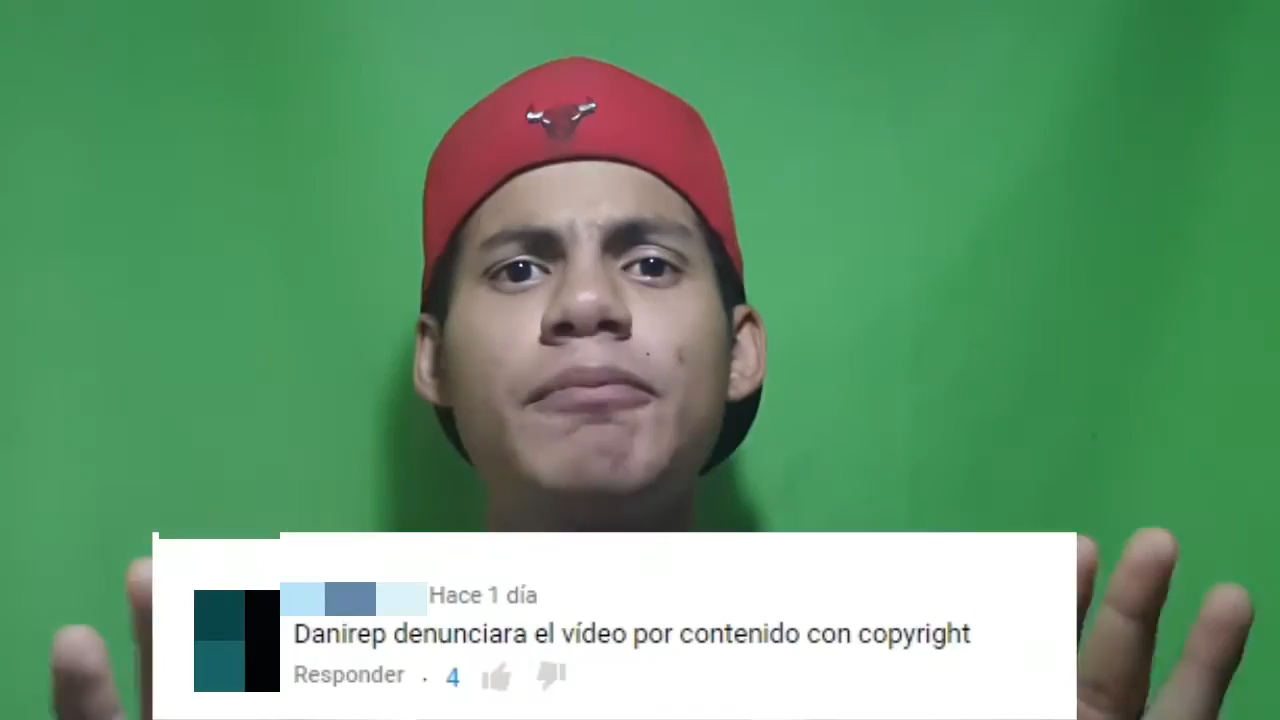 Hace 1 día
Danirep denunciara el vídeo por contenido con copyright
Responder · 4